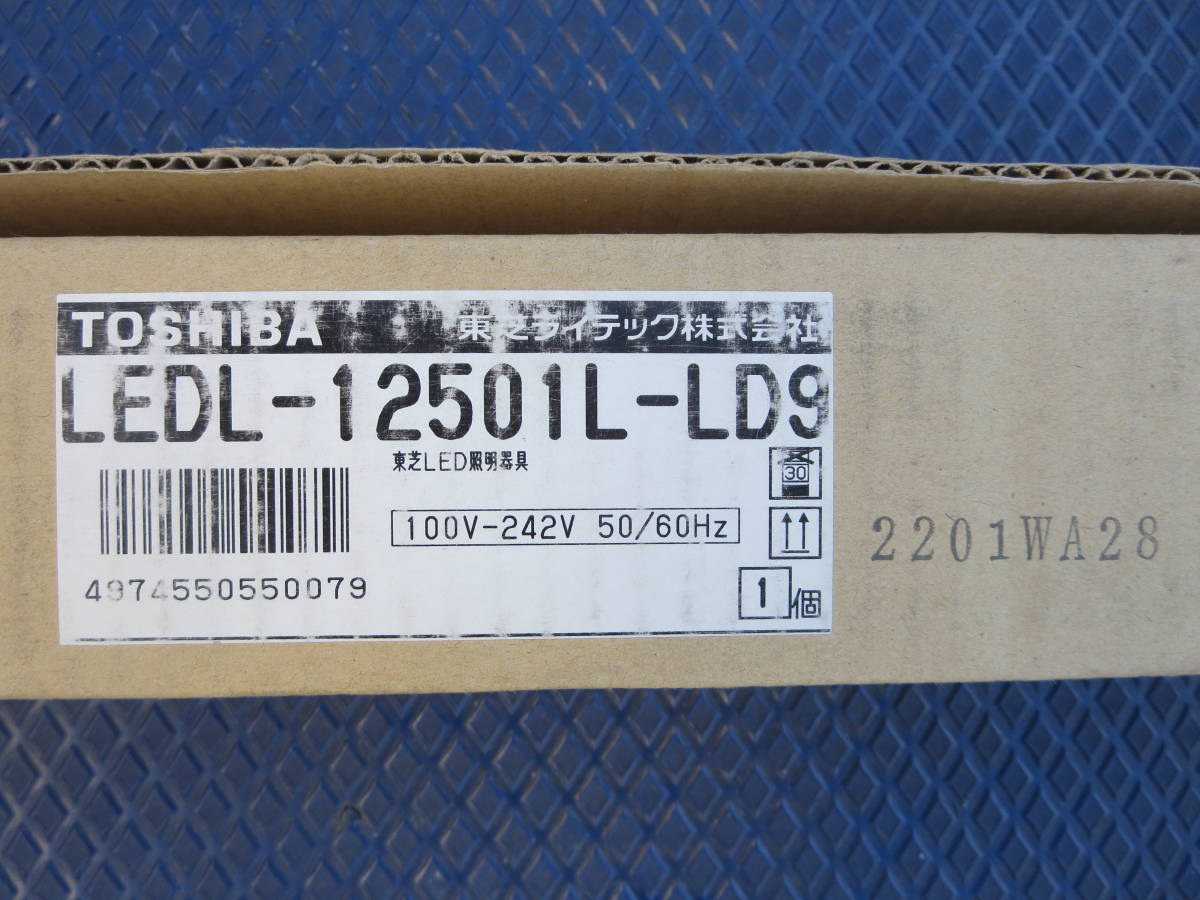 TOSHIBA 東芝ライテック株式会社
LEDL-12501L-LD9
東芝LED照明器具
30
100V-242V 50/60Hz
2201WA28
4974550550079
1個